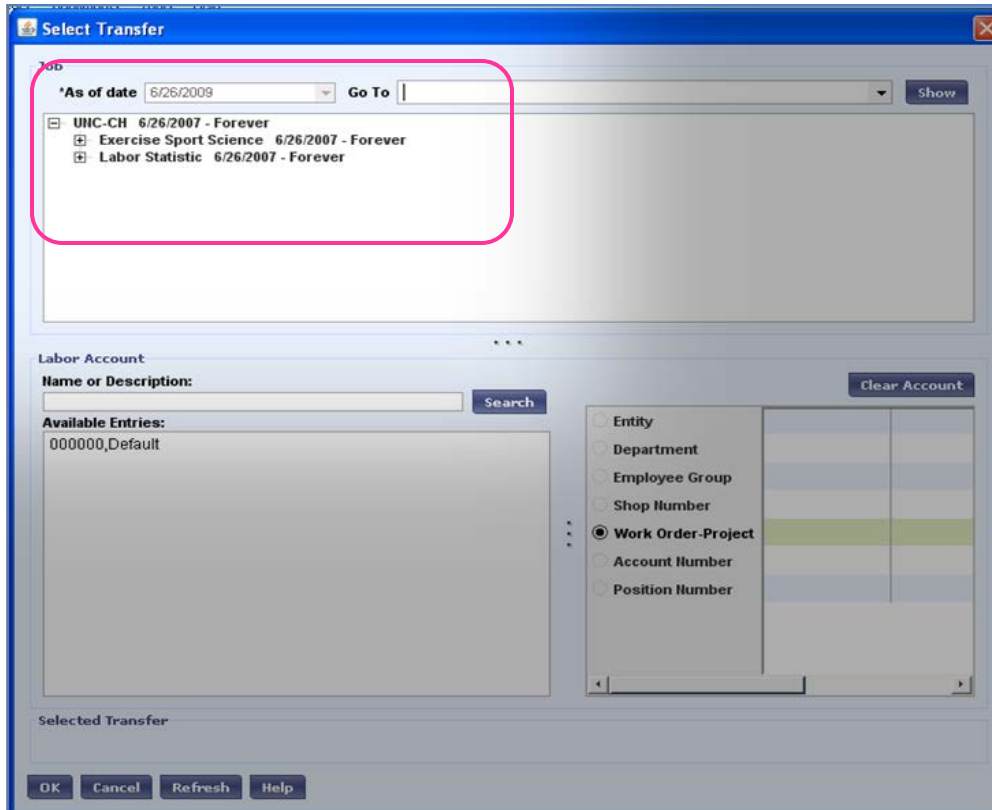 Select Transfer
Job
*As of date 6/26/2009 Go To Show
UNC-CH 6/26/2007 - Forever
Exercise Sport Science 6/26/2007 - Forever
Labor Statistic 6/26/2007 - Forever
Labor Account
Name or Description:
Search
Clear Account
Available Entries:
000000,Default
Entity
Department
Employee Group
Shop Number
Work Order-Project
Account Number
Position Number
Selected Transfer
OK Cancel Refresh Help